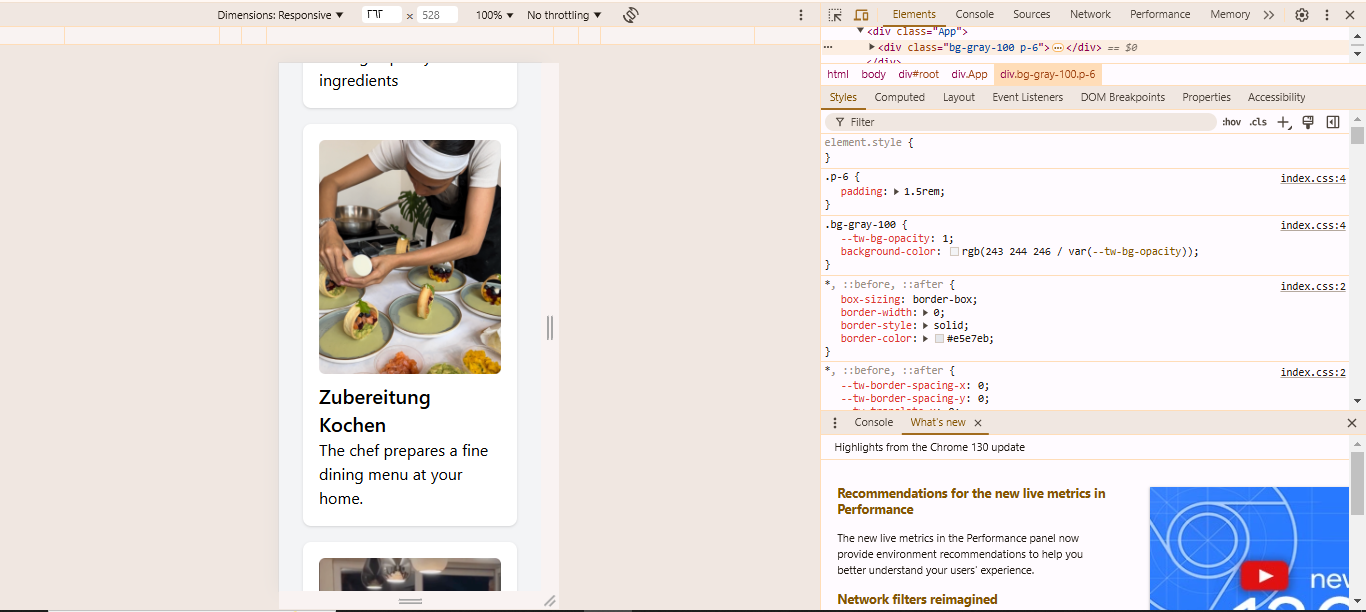 Dimensions: Responsive ▼ × 528 100% ▼ No throttling ▼
ingredients
Zubereitung
Kochen
The chef prepares a fine
dining menu at your
home.
Elements Console Sources Network Performance Memory
<div class="App">
<div class="bg-gray-100 p-6"> </div> == $0
</div>
html body div#root div.App div.bg-gray-100.p-6
Styles Computed Layout Event Listeners DOM Breakpoints Properties Accessibility
Filter :hov .cls
element.style {
}
.p-6 { index.css:4
padding: 1.5rem;
}
.bg-gray-100 { index.css:4
--tw-bg-opacity: 1;
background-color: rgb(243 244 246 / var(--tw-bg-opacity));
}
*, ::before, ::after { index.css:2
box-sizing: border-box;
border-width: 0;
border-style: solid;
border-color: #e5e7eb;
}
*, ::before, ::after { index.css:2
--tw-border-spacing-x: 0;
--tw-border-spacing-y: 0;
Console What's new
Highlights from the Chrome 130 update
Recommendations for the new live metrics in
Performance
The new live metrics in the Performance panel now
provide environment recommendations to help you
better understand your users' experience.
Network filters reimagined
new